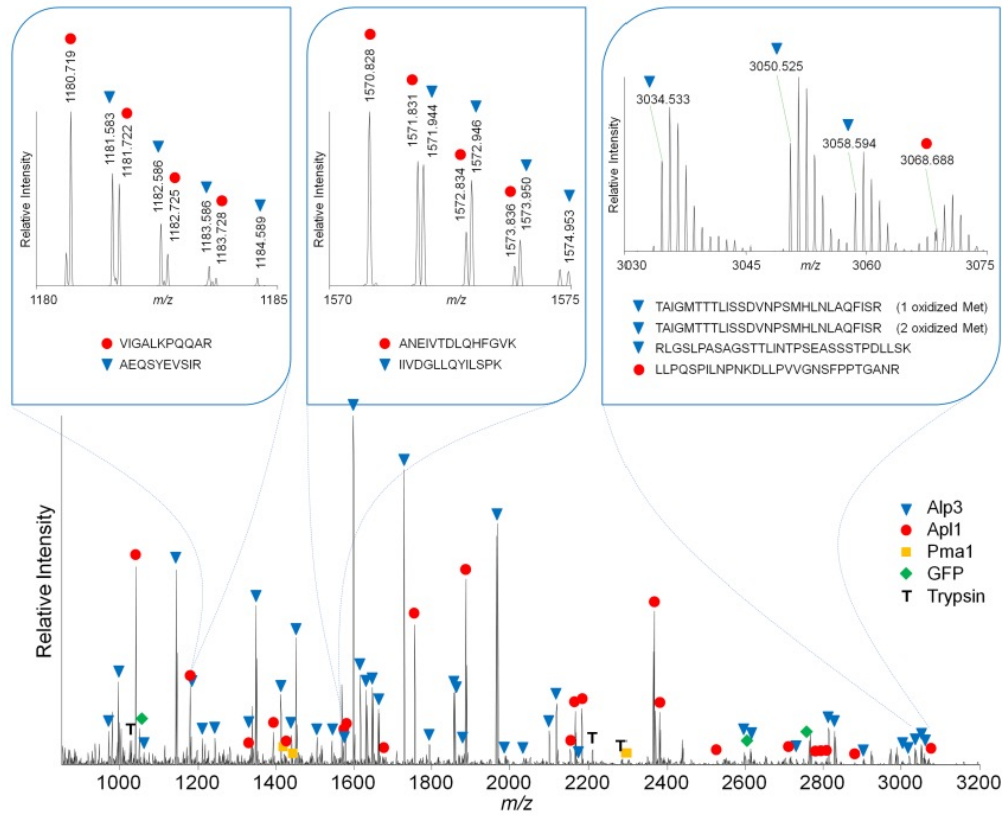 Relative Intensity
1180.719
1181.583
1181.722
1182.586
1182.725
1183.586
1183.728
1184.589
1180
m/z
1185
VIGALKPQQAR
AEQSYEVSIR
Relative Intensity
1570.828
1571.831
1571.944
1572.834
1572.946
1573.836
1573.950
1574.953
1570
m/z
1575
ANEIVTDLQHFGVK
IIVDGLLQYILSPK
Relative Intensity
3034.533
3050.525
3058.594
3068.688
3030
3045
m/z
3060
3075
TAIGMTTTLISSDVNPSMHLNLAQFISR (1 oxidized Met)
TAIGMTTTLISSDVNPSMHLNLAQFISR (2 oxidized Met)
RLGSLPASAGSTTLINTPSEASSSTPDLLSK
LLPQSPILNPNKDLLPVVGNSFPPTGANR
Relative Intensity
Alp3
Apl1
Pma1
GFP
T Trypsin
T
T
T
1000 1200 1400 1600 1800 2000 2200 2400 2600 2800 3000 3200
m/z